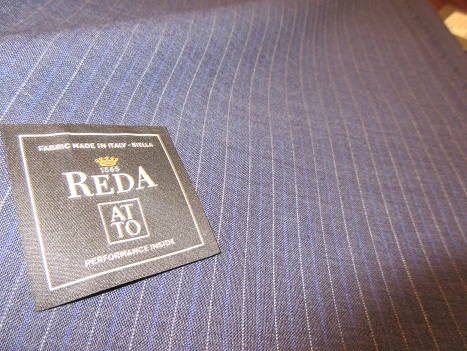 FABRIC MADE IN ITALY - BIELLA
1865
REDA
AT
TO
PERFORMANCE INSIDE